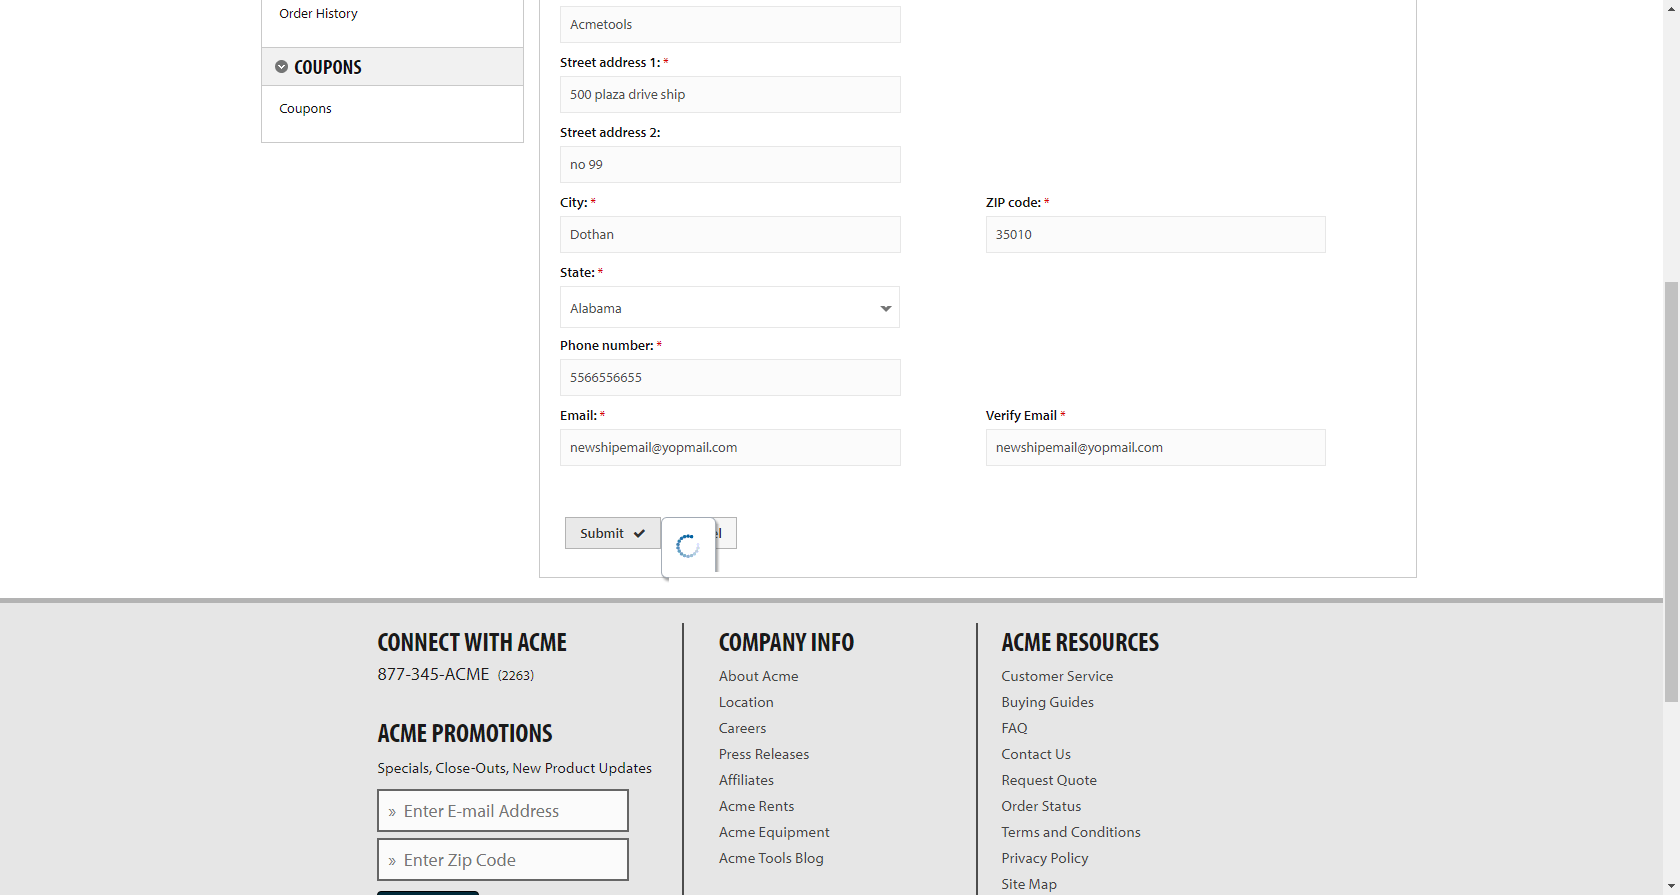 Order History
COUPONS
Coupons
Acmetools
Street address 1: *
500 plaza drive ship
Street address 2:
no 99
City: *
ZIP code: *
Dothan
35010
State: *
Alabama
Phone number: *
5566556655
Email: *
Verify Email *
newshipemail@yopmail.com
newshipemail@yopmail.com
Submit
CONNECT WITH ACME
877-345-ACME (2263)
ACME PROMOTIONS
Specials, Close-Outs, New Product Updates
» Enter E-mail Address
» Enter Zip Code
COMPANY INFO
About Acme
Location
Careers
Press Releases
Affiliates
Acme Rents
Acme Equipment
Acme Tools Blog
ACME RESOURCES
Customer Service
Buying Guides
FAQ
Contact Us
Request Quote
Order Status
Terms and Conditions
Privacy Policy
Site Map